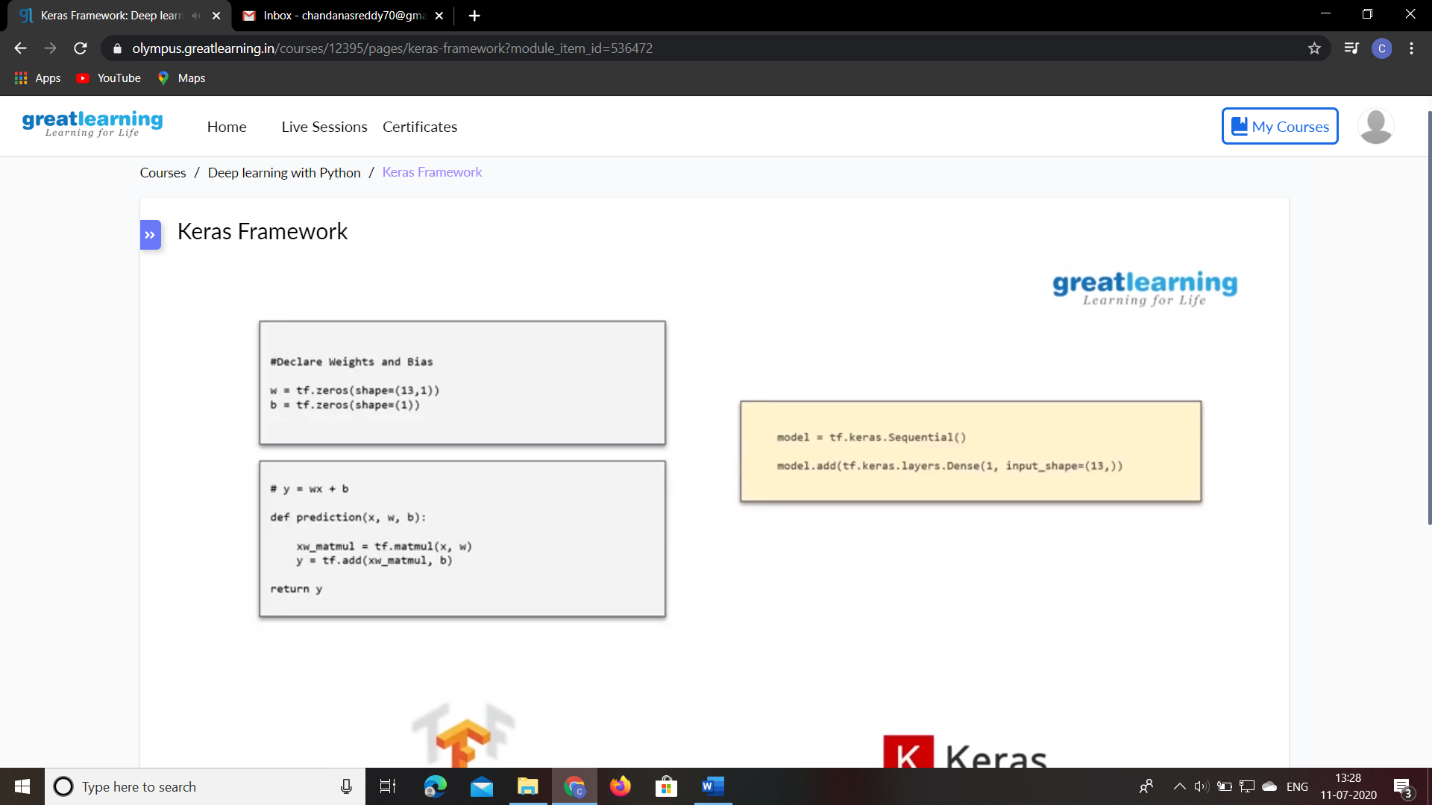 Keras Framework: Deep learn
Inbox - chandanasreddy70@gma
olympus.greatlearning.in/courses/12395/pages/keras-framework?module_item_id=536472
C
Apps
YouTube
Maps
greatlearning
Learning for Life
Home
Live Sessions
Certificates
My Courses
Courses / Deep learning with Python / Keras Framework
Keras Framework
greatlearning
Learning for Life
#Declare Weights and Bias
w = tf.zeros(shape=(13,1))
b = tf.zeros(shape=(1))
model = tf.keras.Sequential()
model.add(tf.keras.layers.Dense(1, input_shape=(13,))
# y = wx + b
def prediction(x, w, b):
xw_matmul = tf.matmul(x, w)
y = tf.add(xw_matmul, b)
return y
K Keras
Type here to search
ENG
13:28
11-07-2020
3